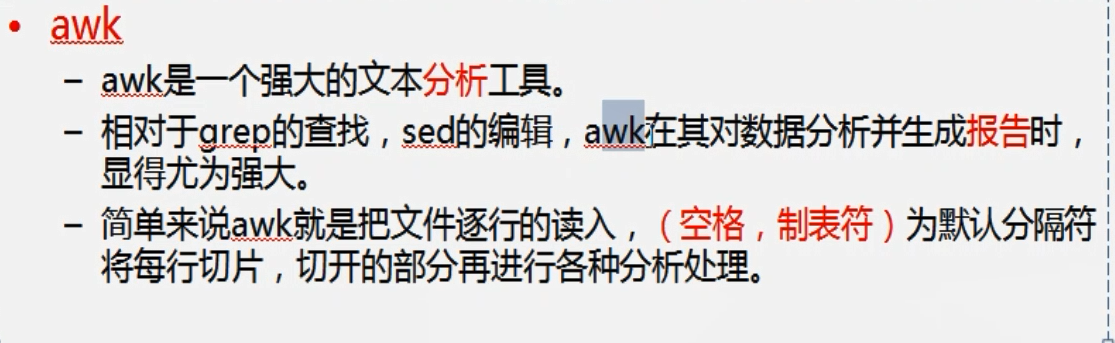 • awk
– awk是一个强大的文本分析工具。
– 相对于grep的查找，sed的编辑，awk在其对数据分析并生成报告时，
显得尤为强大。
– 简单来说awk就是把文件逐行的读入，（空格，制表符）为默认分隔符
将每行切片，切开的部分再进行各种分析处理。